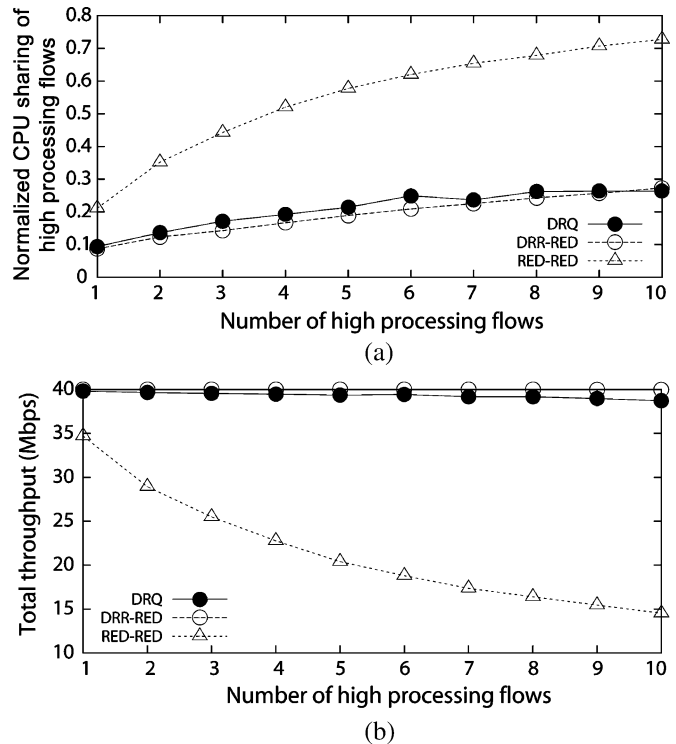 Normalized CPU sharing of
high processing flows
0.8
0.7
0.6
0.5
0.4
0.3
0.2
0.1
0
DRQ
DRR-RED
RED-RED
1 2 3 4 5 6 7 8 9 10
Number of high processing flows
(a)
Total throughput (Mbps)
40
35
30
25
20
15
10
DRQ
DRR-RED
RED-RED
1 2 3 4 5 6 7 8 9 10
Number of high processing flows
(b)